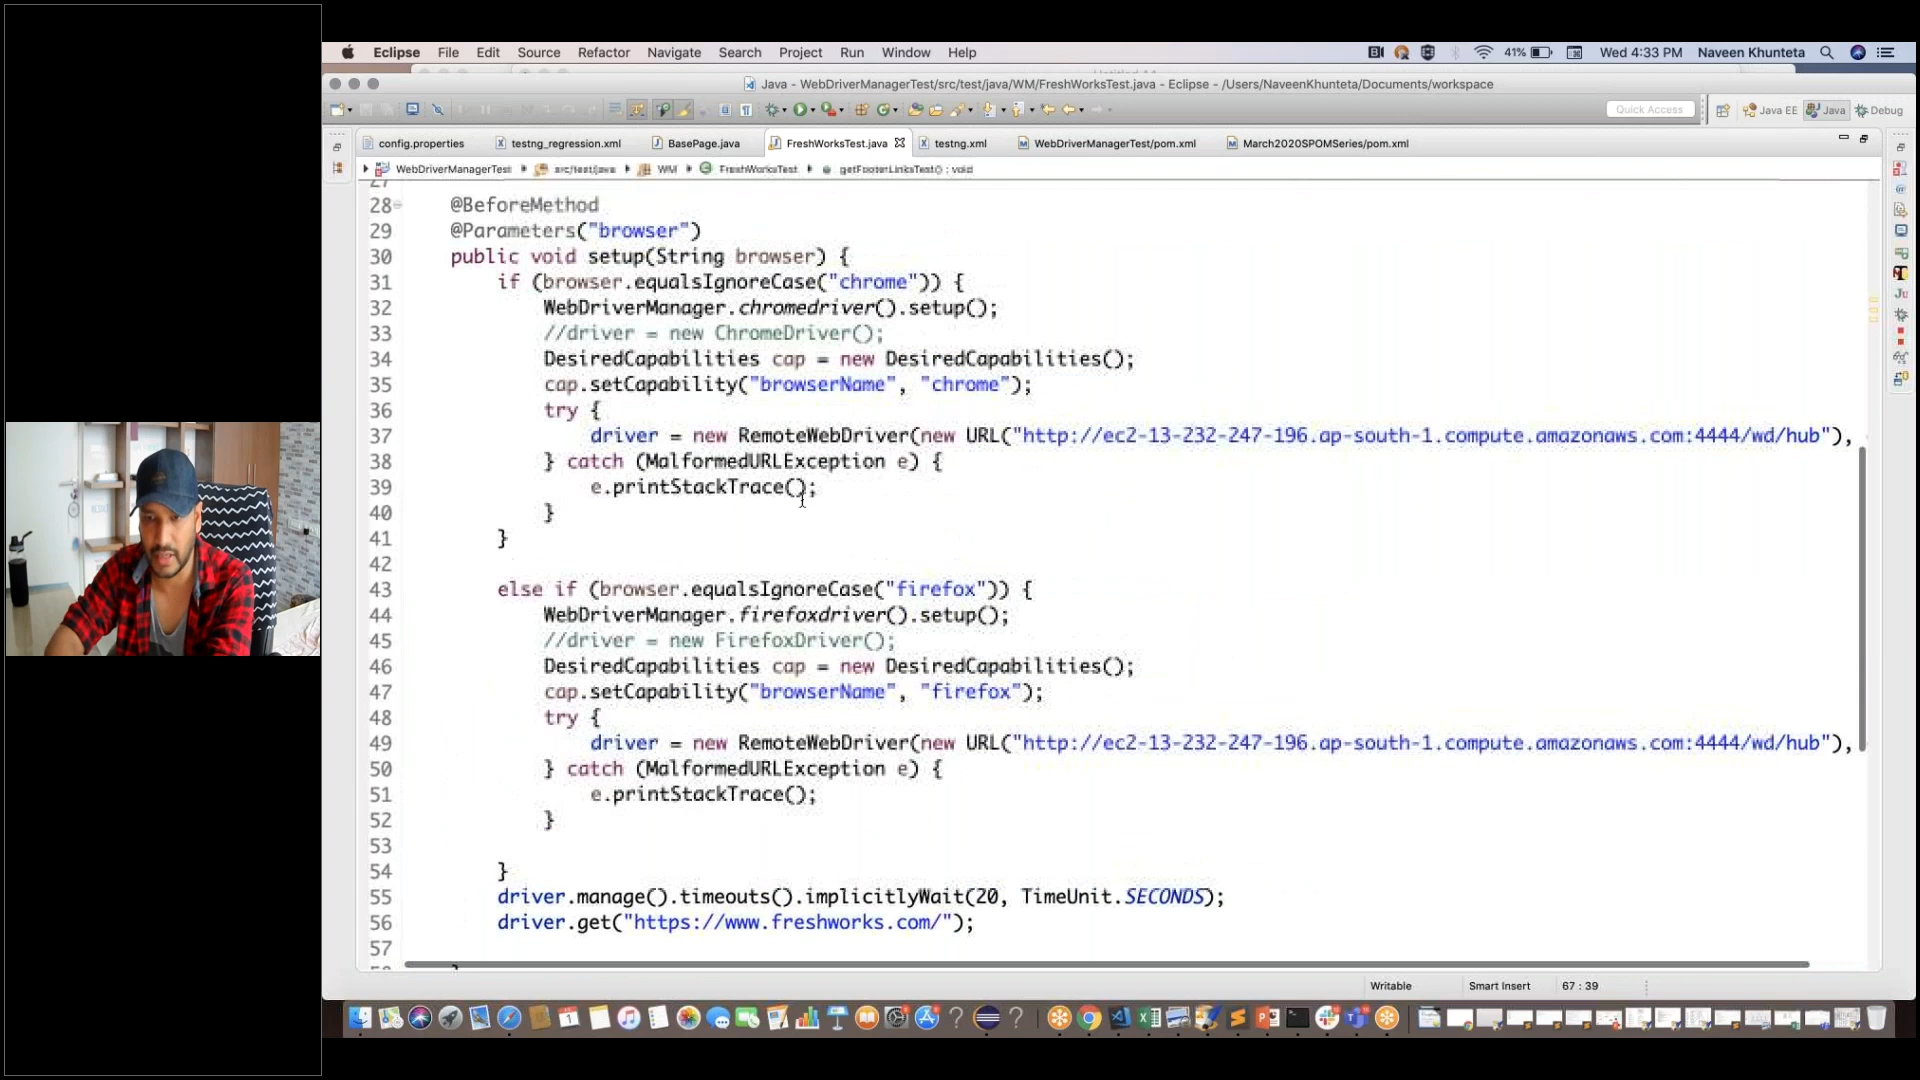 Eclipse File Edit Source Refactor Navigate Search Project Run Window Help 41% Wed 4:33 PM Naveen Khunteta
Java - WebDriverManagerTest/src/test/java/WM/FreshWorksTest.java - Eclipse - /Users/NaveenKhunteta/Documents/workspace
Quick Access Java EE Java Debug
config.properties testng_regression.xml BasePage.java FreshWorksTest.java testng.xml WebDriverManagerTest/pom.xml March2020SPOMSeries/pom.xml
WebDriverManagerTest src/test/java WM FreshWorksTest getFooterLinksTest() : void
27
28 @BeforeMethod
29 @Parameters("browser")
30 public void setup(String browser) {
31 if (browser.equalsIgnoreCase("chrome")) {
32 WebDriverManager.chromedriver().setup();
33 //driver = new ChromeDriver();
34 DesiredCapabilities cap = new DesiredCapabilities();
35 cap.setCapability("browserName", "chrome");
36 try {
37 driver = new RemoteWebDriver(new URL("http://ec2-13-232-247-196.ap-south-1.compute.amazonaws.com:4444/wd/hub"),
38 } catch (MalformedURLException e) {
39 e.printStackTrace();
40 }
41 }
42
43 else if (browser.equalsIgnoreCase("firefox")) {
44 WebDriverManager.firefoxdriver().setup();
45 //driver = new FirefoxDriver();
46 DesiredCapabilities cap = new DesiredCapabilities();
47 cap.setCapability("browserName", "firefox");
48 try {
49 driver = new RemoteWebDriver(new URL("http://ec2-13-232-247-196.ap-south-1.compute.amazonaws.com:4444/wd/hub"),
50 } catch (MalformedURLException e) {
51 e.printStackTrace();
52 }
53
54 }
55 driver.manage().timeouts().implicitlyWait(20, TimeUnit.SECONDS);
56 driver.get("https://www.freshworks.com/");
57
Writable Smart Insert 67 : 39